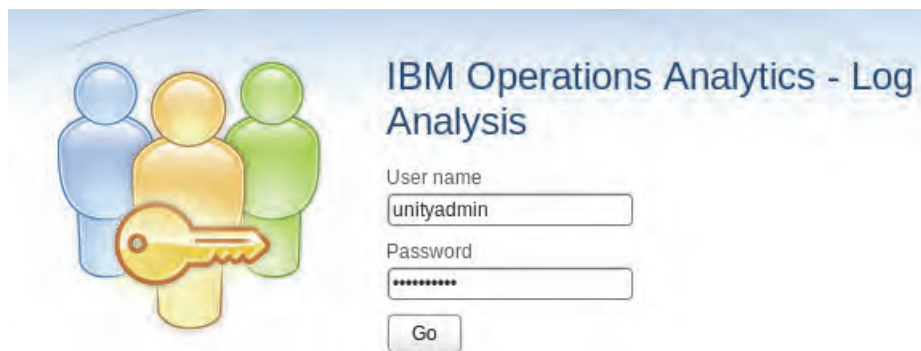 IBM Operations Analytics - Log
Analysis
User name
unityadmin
Password
••••••••••
Go